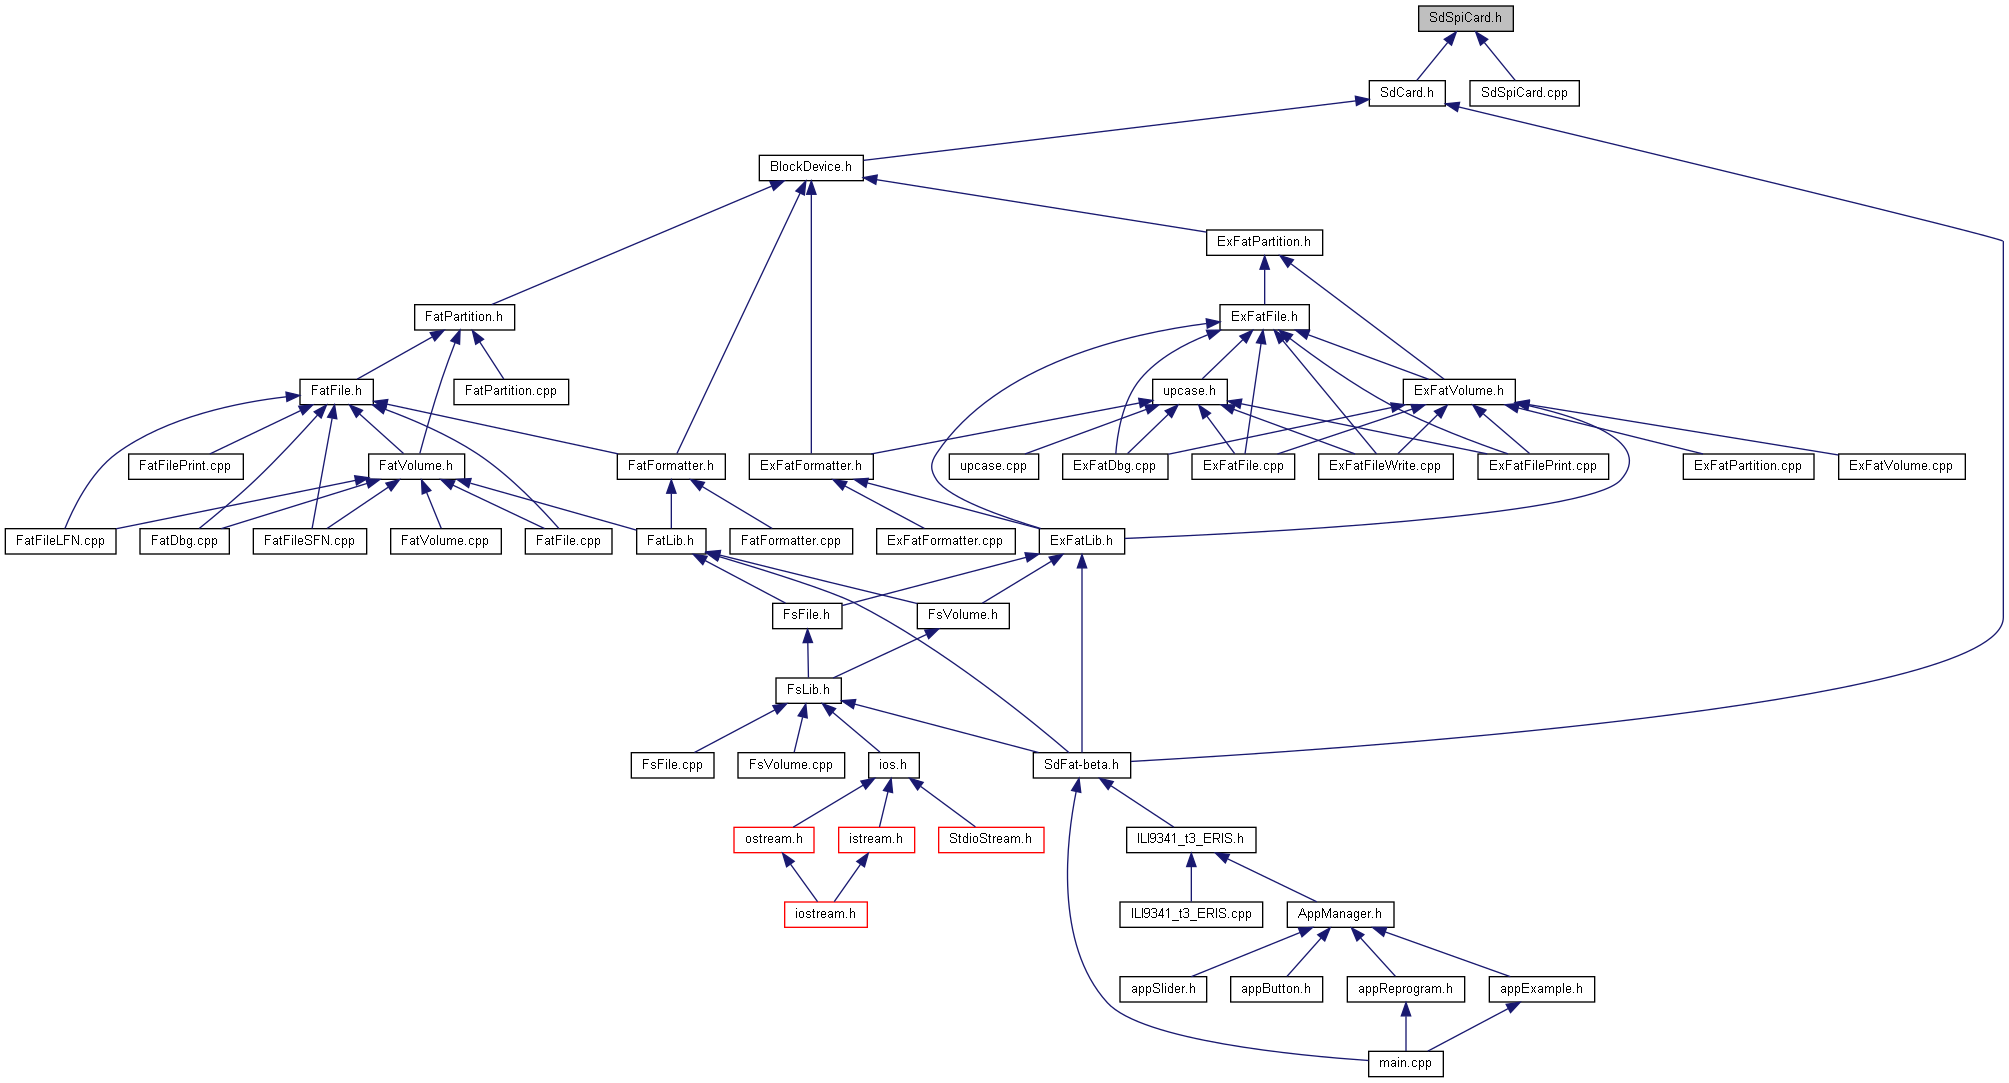 SdSpiCard.h
SdCard.h
SdSpiCard.cpp
BlockDevice.h
ExFatPartition.h
FatPartition.h
ExFatFile.h
FatFile.h
FatPartition.cpp
upcase.h
ExFatVolume.h
FatFilePrint.cpp
FatVolume.h
FatFormatter.h
ExFatFormatter.h
upcase.cpp
ExFatDbg.cpp
ExFatFile.cpp
ExFatFileWrite.cpp
ExFatFilePrint.cpp
ExFatPartition.cpp
ExFatVolume.cpp
FatFileLFN.cpp
FatDbg.cpp
FatFileSFN.cpp
FatVolume.cpp
FatFile.cpp
FatLib.h
FatFormatter.cpp
ExFatFormatter.cpp
ExFatLib.h
FsFile.h
FsVolume.h
FsLib.h
FsFile.cpp
FsVolume.cpp
ios.h
SdFat-beta.h
ostream.h
istream.h
StdioStream.h
ILI9341_t3_ERIS.h
iostream.h
ILI9341_t3_ERIS.cpp
AppManager.h
appSlider.h
appButton.h
appReprogram.h
appExample.h
main.cpp